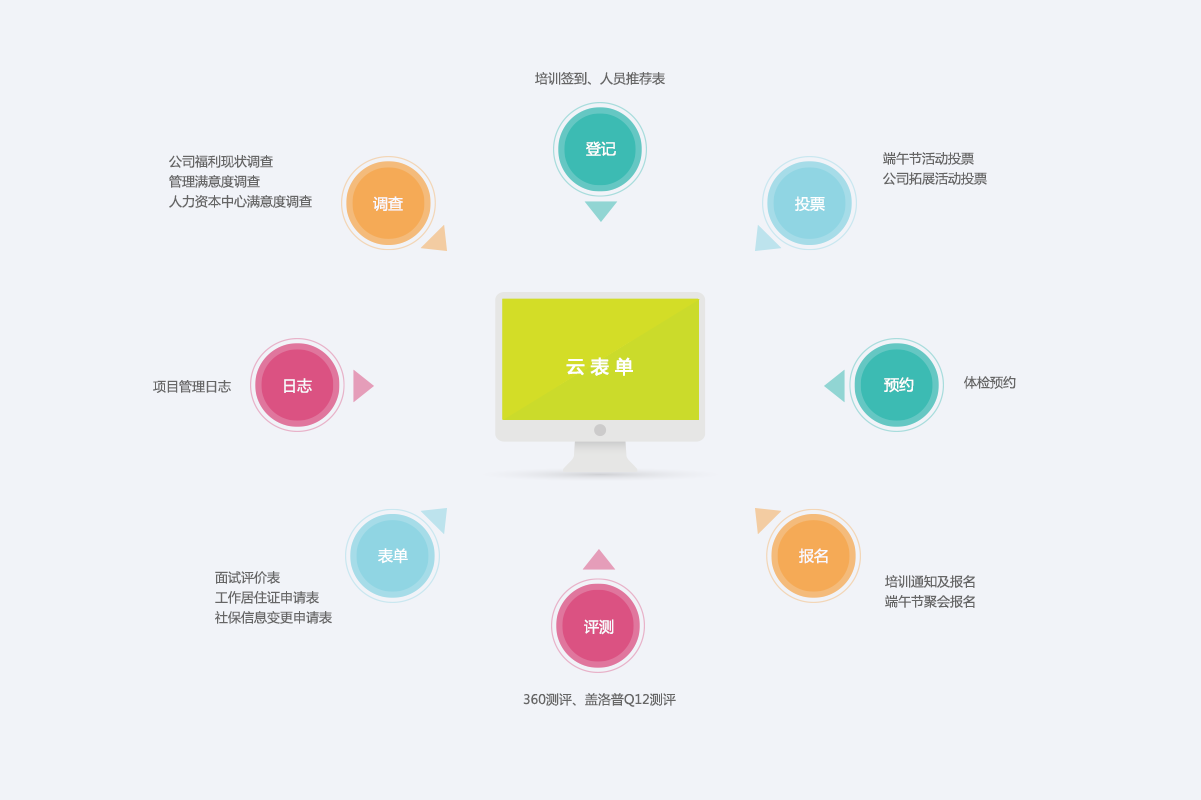 培训签到、人员推荐表
登记
公司福利现状调查
管理满意度调查
人力资本中心满意度调查
调查
投票
端午节活动投票
公司拓展活动投票
云表单
项目管理日志
日志
预约
体检预约
表单
面试评价表
工作居住证申请表
社保信息变更申请表
报名
培训通知及报名
端午节聚会报名
评测
360测评、盖洛普Q12测评